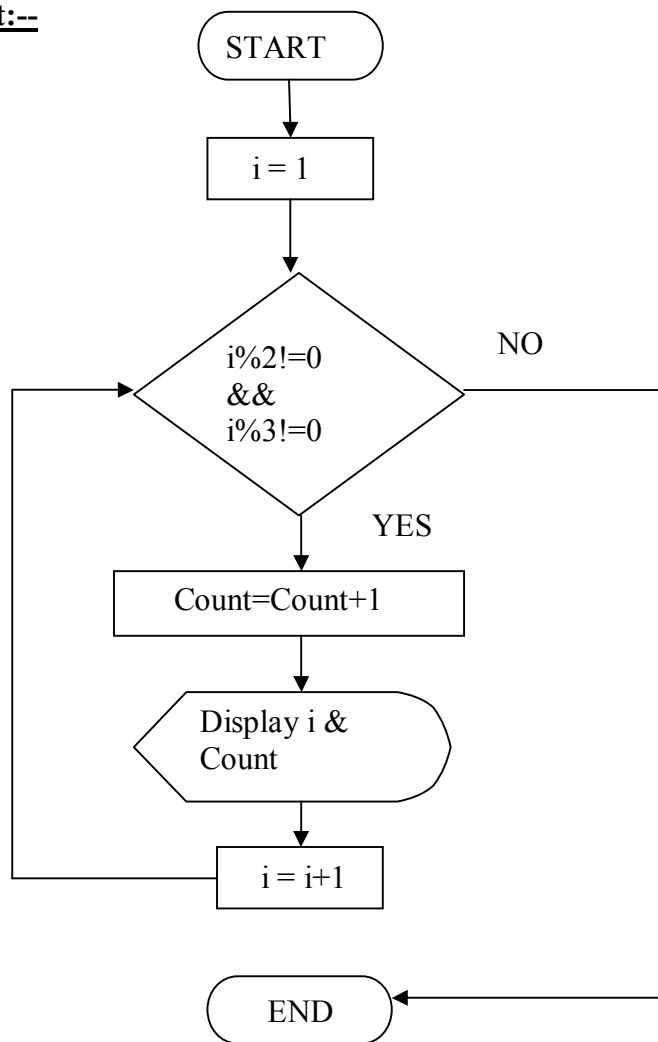 t:--
START
i = 1
i%2!=0
&&
i%3!=0
NO
YES
Count=Count+1
Display i &
Count
i = i+1
END